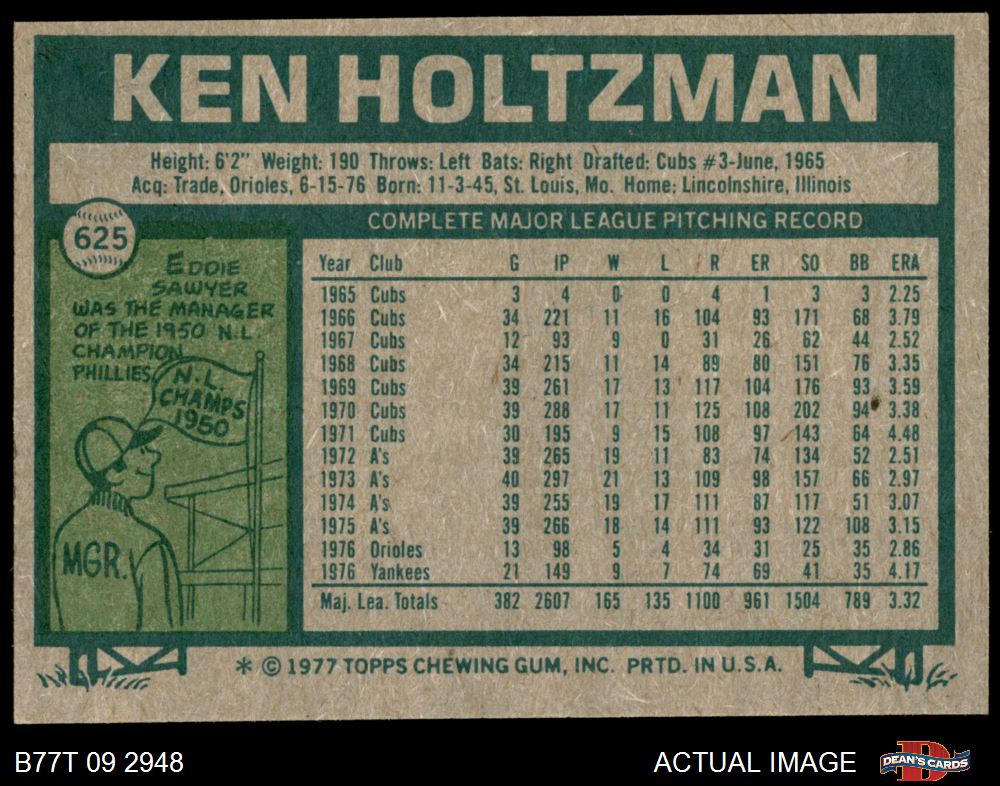 KEN HOLTZMAN
Height: 6'2" Weight: 190 Throws: Left Bats: Right Drafted: Cubs #3-June, 1965
Acq: Trade, Orioles, 6-15-76 Born: 11-3-45, St. Louis, Mo. Home: Lincolnshire, Illinois
625
EDDIE
SAWYER
WAS THE MANAGER
OF THE 1950 N.L.
CHAMPION
PHILLIES
N.L.
CHAMPS
1950
MGR.
COMPLETE MAJOR LEAGUE PITCHING RECORD
Year Club G IP W L R ER SO BB ERA
1965 Cubs 3 4 0 0 4 1 3 3 2.25
1966 Cubs 34 221 11 16 104 93 171 68 3.79
1967 Cubs 12 93 9 0 31 26 62 44 2.52
1968 Cubs 34 215 11 14 89 80 151 76 3.35
1969 Cubs 39 261 17 13 117 104 176 93 3.59
1970 Cubs 39 288 17 11 125 108 202 94 3.38
1971 Cubs 30 195 9 15 108 97 143 64 4.48
1972 A's 39 265 19 11 83 74 134 52 2.51
1973 A's 40 297 21 13 109 98 157 66 2.97
1974 A's 39 255 19 17 111 87 117 51 3.07
1975 A's 39 266 18 14 111 93 122 108 3.15
1976 Orioles 13 98 5 4 34 31 25 35 2.86
1976 Yankees 21 149 9 7 74 69 41 35 4.17
Maj. Lea. Totals 382 2607 165 135 1100 961 1504 789 3.32
* © 1977 TOPPS CHEWING GUM, INC. PRTD. IN U.S.A.
B77T 09 2948
ACTUAL IMAGE
D
DEAN'S CARDS